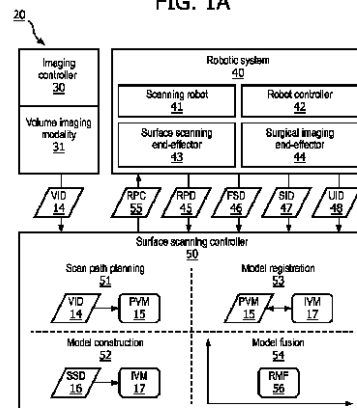 FIG. 1A
20
Imaging controller 30
Volume imaging modality 31
Robotic system 40
Scanning robot 41
Robot controller 42
Surface scanning end-effector 43
Surgical imaging end-effector 44
VID 14
RPC 55
RPD 45
FSD 46
SID 47
UID 48
Surface scanning controller 50
Scan path planning 51
VID 14
PVM 15
Model registration 53
PVM 15
IVM 17
Model construction 52
SSD 16
IVM 17
Model fusion 54
RMF 56